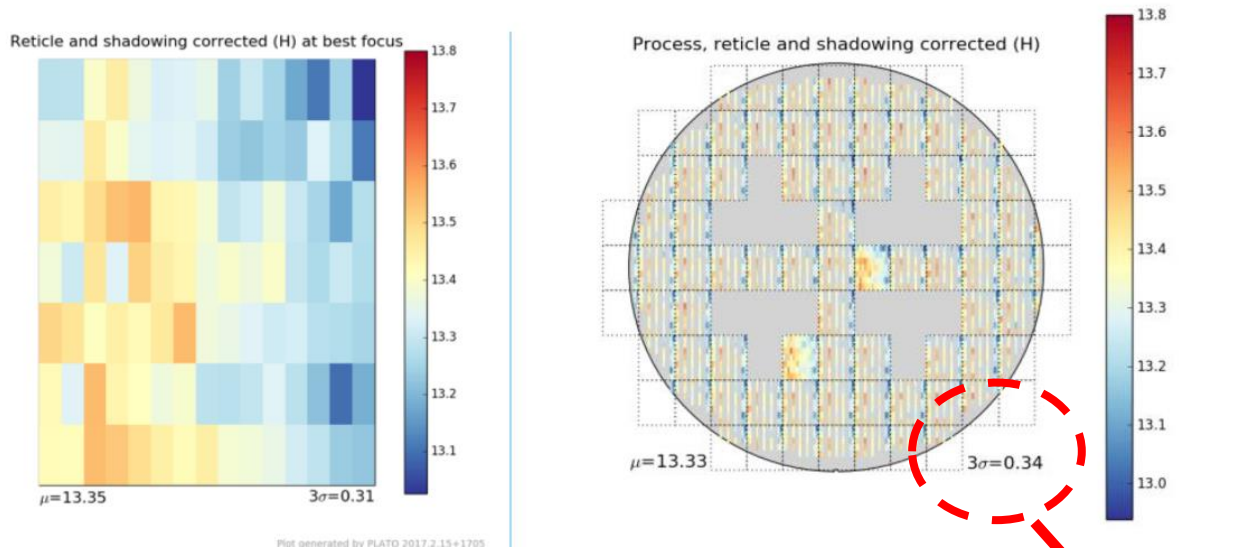 Reticle and shadowing corrected (H) at best focus
13.8
13.7
13.6
13.5
13.4
13.3
13.2
13.1
μ=13.35
3σ=0.31
Plot generated by PLATO 2017.2.15+1705
Process, reticle and shadowing corrected (H)
μ=13.33
3σ=0.34
13.8
13.7
13.6
13.5
13.4
13.3
13.2
13.1
13.0